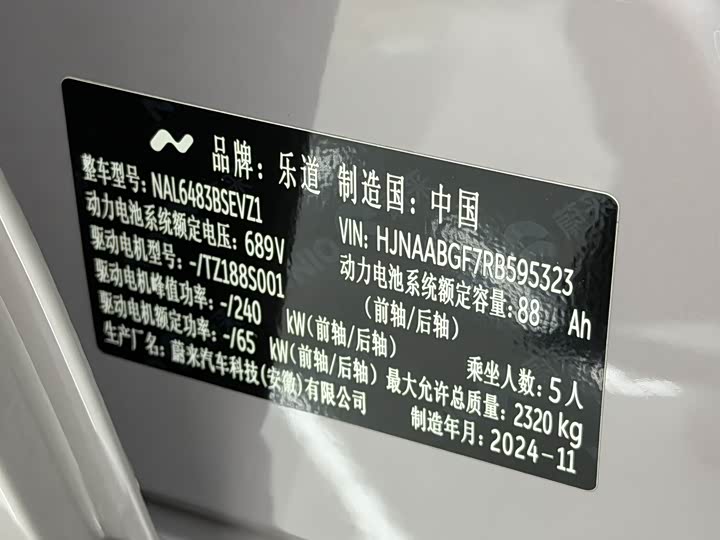 品牌：乐道 制造国：中国
整车型号：NAL6483BSEVZ1 VIN：HJNAABGF7RB595323
动力电池系统额定电压：689V 动力电池系统额定容量：88 Ah
驱动电机型号：-/TZ188S001 (前轴/后轴)
驱动电机峰值功率：-/240 kW(前轴/后轴) 乘坐人数：5人
驱动电机额定功率：-/65 kW(前轴/后轴) 最大允许总质量：2320kg
生产厂名：蔚来汽车科技(安徽)有限公司 制造年月：2024-11